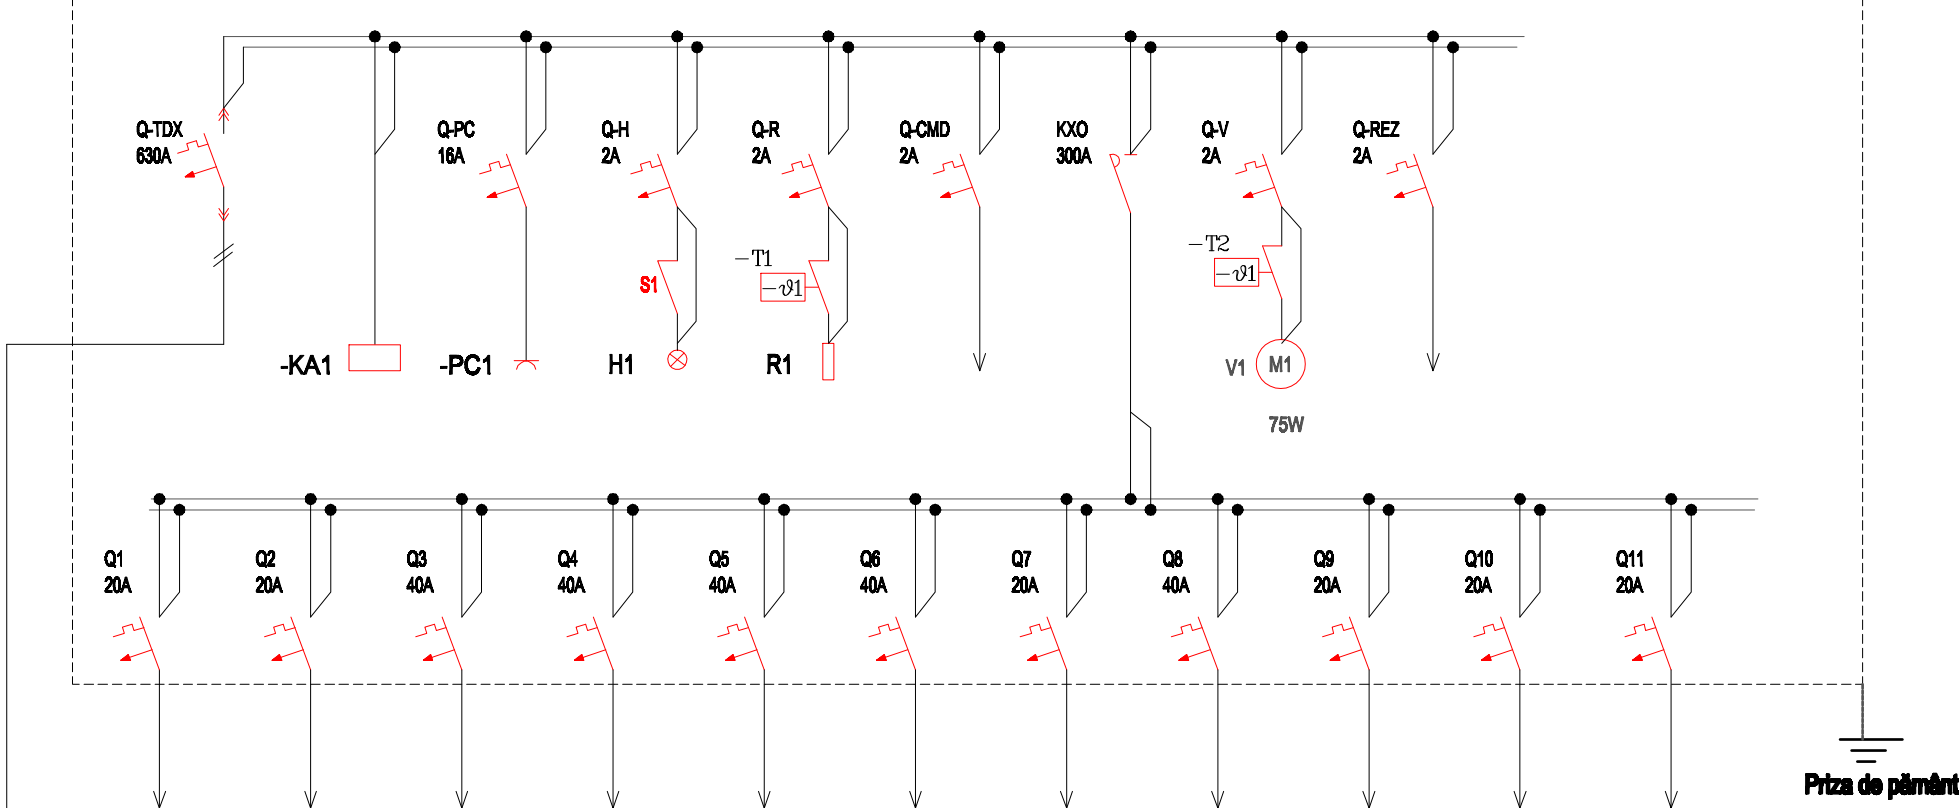 Q-TDX
630A
Q-PC
16A
Q-H
2A
Q-R
2A
Q-CMD
2A
KXO
300A
Q-V
2A
Q-REZ
2A
S1
-T1
-ϑ1
-T2
-ϑ1
-KA1
-PC1
H1
R1
V1
M1
75W
Q1
20A
Q2
20A
Q3
40A
Q4
40A
Q5
40A
Q6
40A
Q7
20A
Q8
40A
Q9
20A
Q10
20A
Q11
20A
Priza de pământ